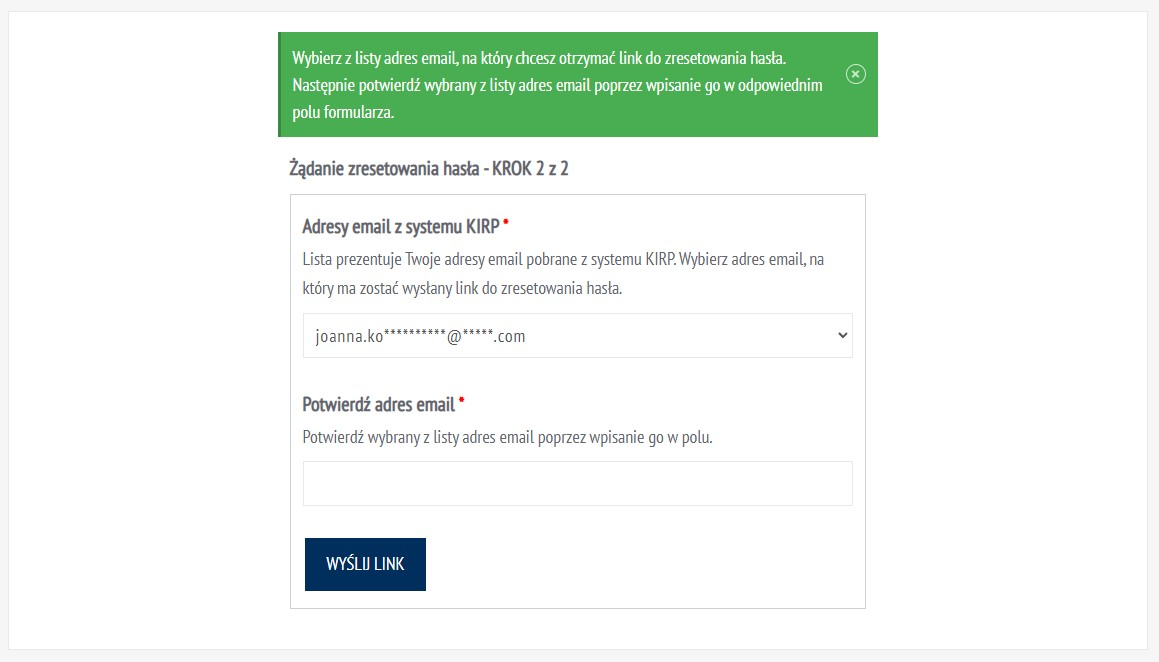 Wybierz z listy adres email, na który chcesz otrzymać link do zresetowania hasła.
Następnie potwierdź wybrany z listy adres email poprzez wpisanie go w odpowiednim
polu formularza.
Żądanie zresetowania hasła - KROK 2 z 2
Adresy email z systemu KIRP *
Lista prezentuje Twoje adresy email pobrane z systemu KIRP. Wybierz adres email, na
który ma zostać wysłany link do zresetowania hasła.
joanna.ko**********@*****.com
Potwierdź adres email *
Potwierdź wybrany z listy adres email poprzez wpisanie go w polu.
WYŚLIJ LINK